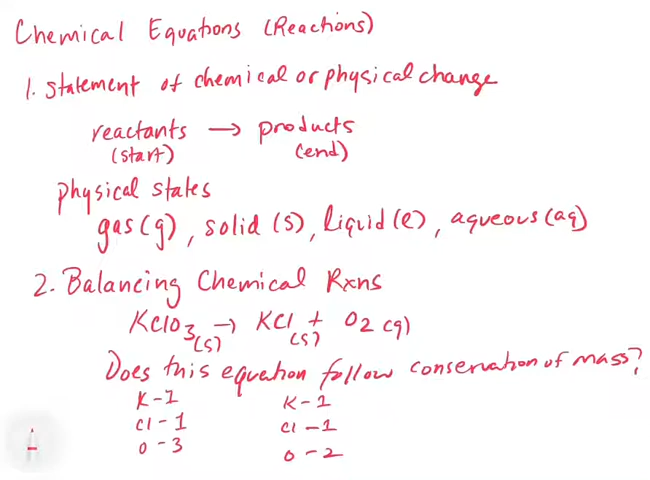 Chemical Equations (Reactions)
1. Statement of chemical or physical change
reactants → products
(start) (end)
physical states
gas (g), solid (s), liquid (l), aqueous (aq)
2. Balancing Chemical Rxns
KClO3 (s) → KCl (s) + O2 (g)
Does this equation follow conservation of mass?
K-1 K-1
Cl-1 Cl-1
O-3 O-2